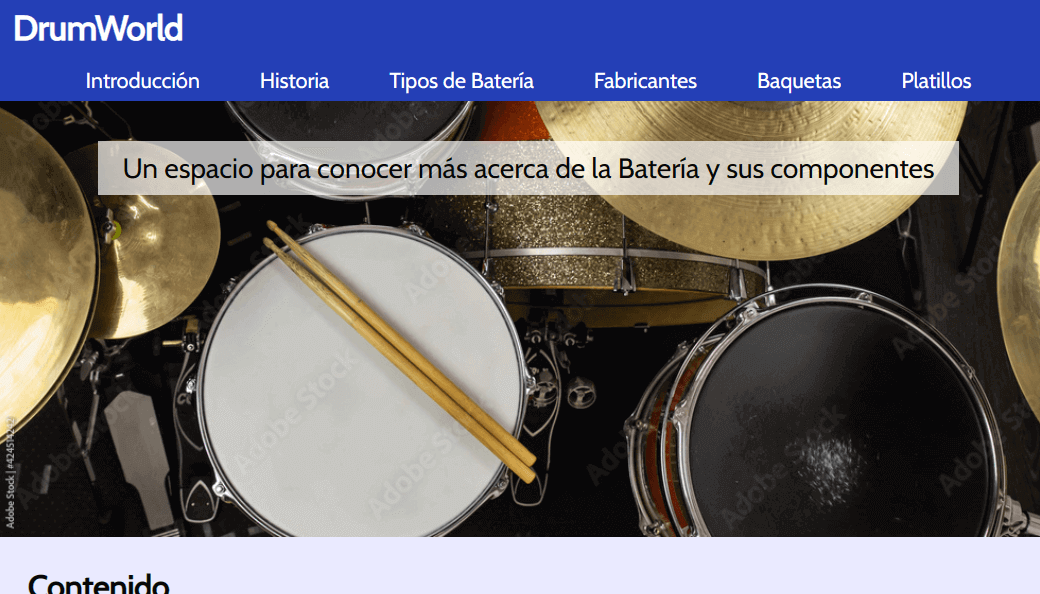 DrumWorld
Introducción Historia Tipos de Batería Fabricantes Baquetas Platillos
Un espacio para conocer más acerca de la Batería y sus componentes
Adobe Stock
Contenido